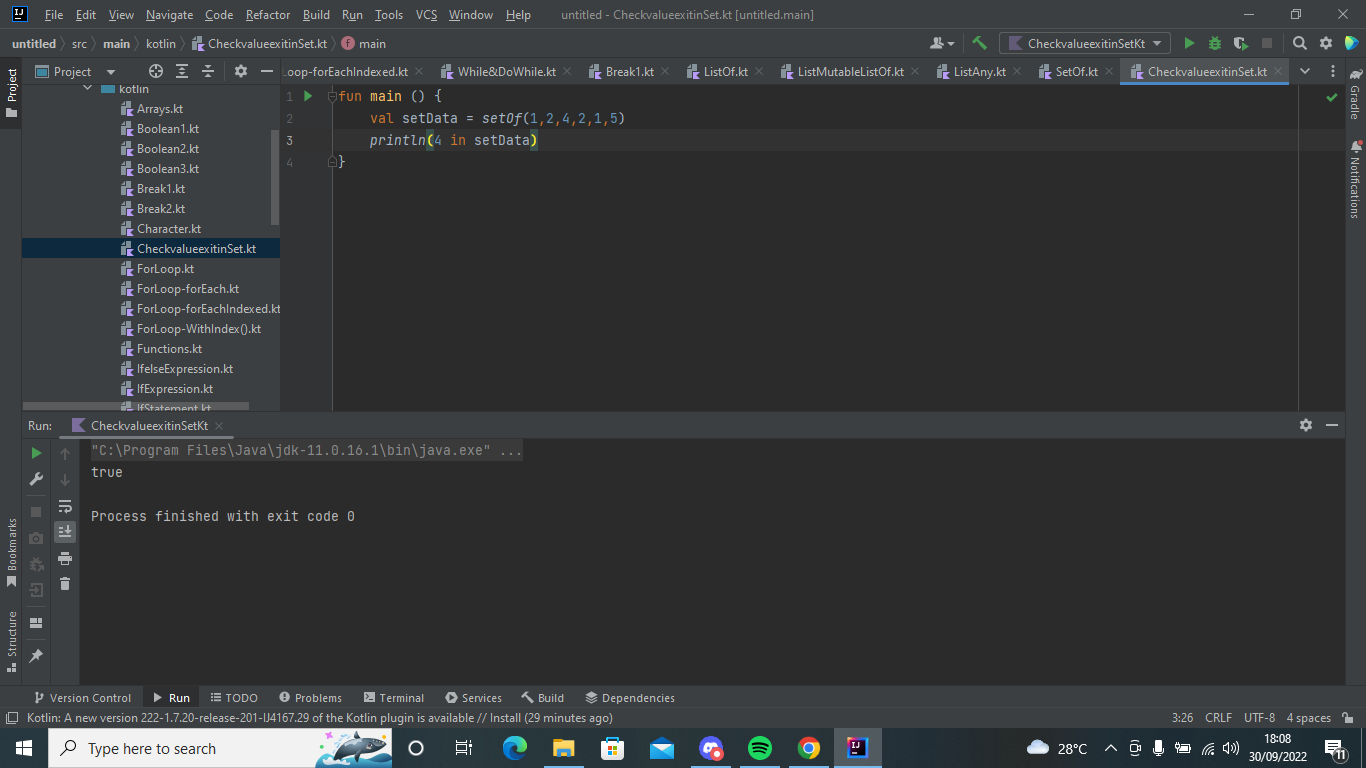 File Edit View Navigate Code Refactor Build Run Tools VCS Window Help untitled - CheckvalueexitinSet.kt [untitled.main]
untitled src main kotlin CheckvalueexitinSet.kt main CheckvalueexitinSetKt
Project Loop-forEachIndexed.kt While&DoWhile.kt Break1.kt ListOf.kt ListMutableListOf.kt ListAny.kt SetOf.kt CheckvalueexitinSet.kt
Project
kotlin
Arrays.kt
Boolean1.kt
Boolean2.kt
Boolean3.kt
Break1.kt
Break2.kt
Character.kt
CheckvalueexitinSet.kt
ForLoop.kt
ForLoop-forEach.kt
ForLoop-forEachIndexed.kt
ForLoop-WithIndex().kt
Functions.kt
IfelseExpression.kt
IfExpression.kt
IfStatement.kt
1 fun main () {
2 val setData = setOf(1,2,4,2,1,5)
3 println(4 in setData)
4 }
Gradle
Notifications
Run: CheckvalueexitinSetKt
"C:\Program Files\Java\jdk-11.0.16.1\bin\java.exe" ...
true
Process finished with exit code 0
Bookmarks
Structure
Version Control Run TODO Problems Terminal Services Build Dependencies
Kotlin: A new version 222-1.7.20-release-201-IJ4167.29 of the Kotlin plugin is available // Install (29 minutes ago) 3:26 CRLF UTF-8 4 spaces
Type here to search 28°C 18:08
30/09/2022 11